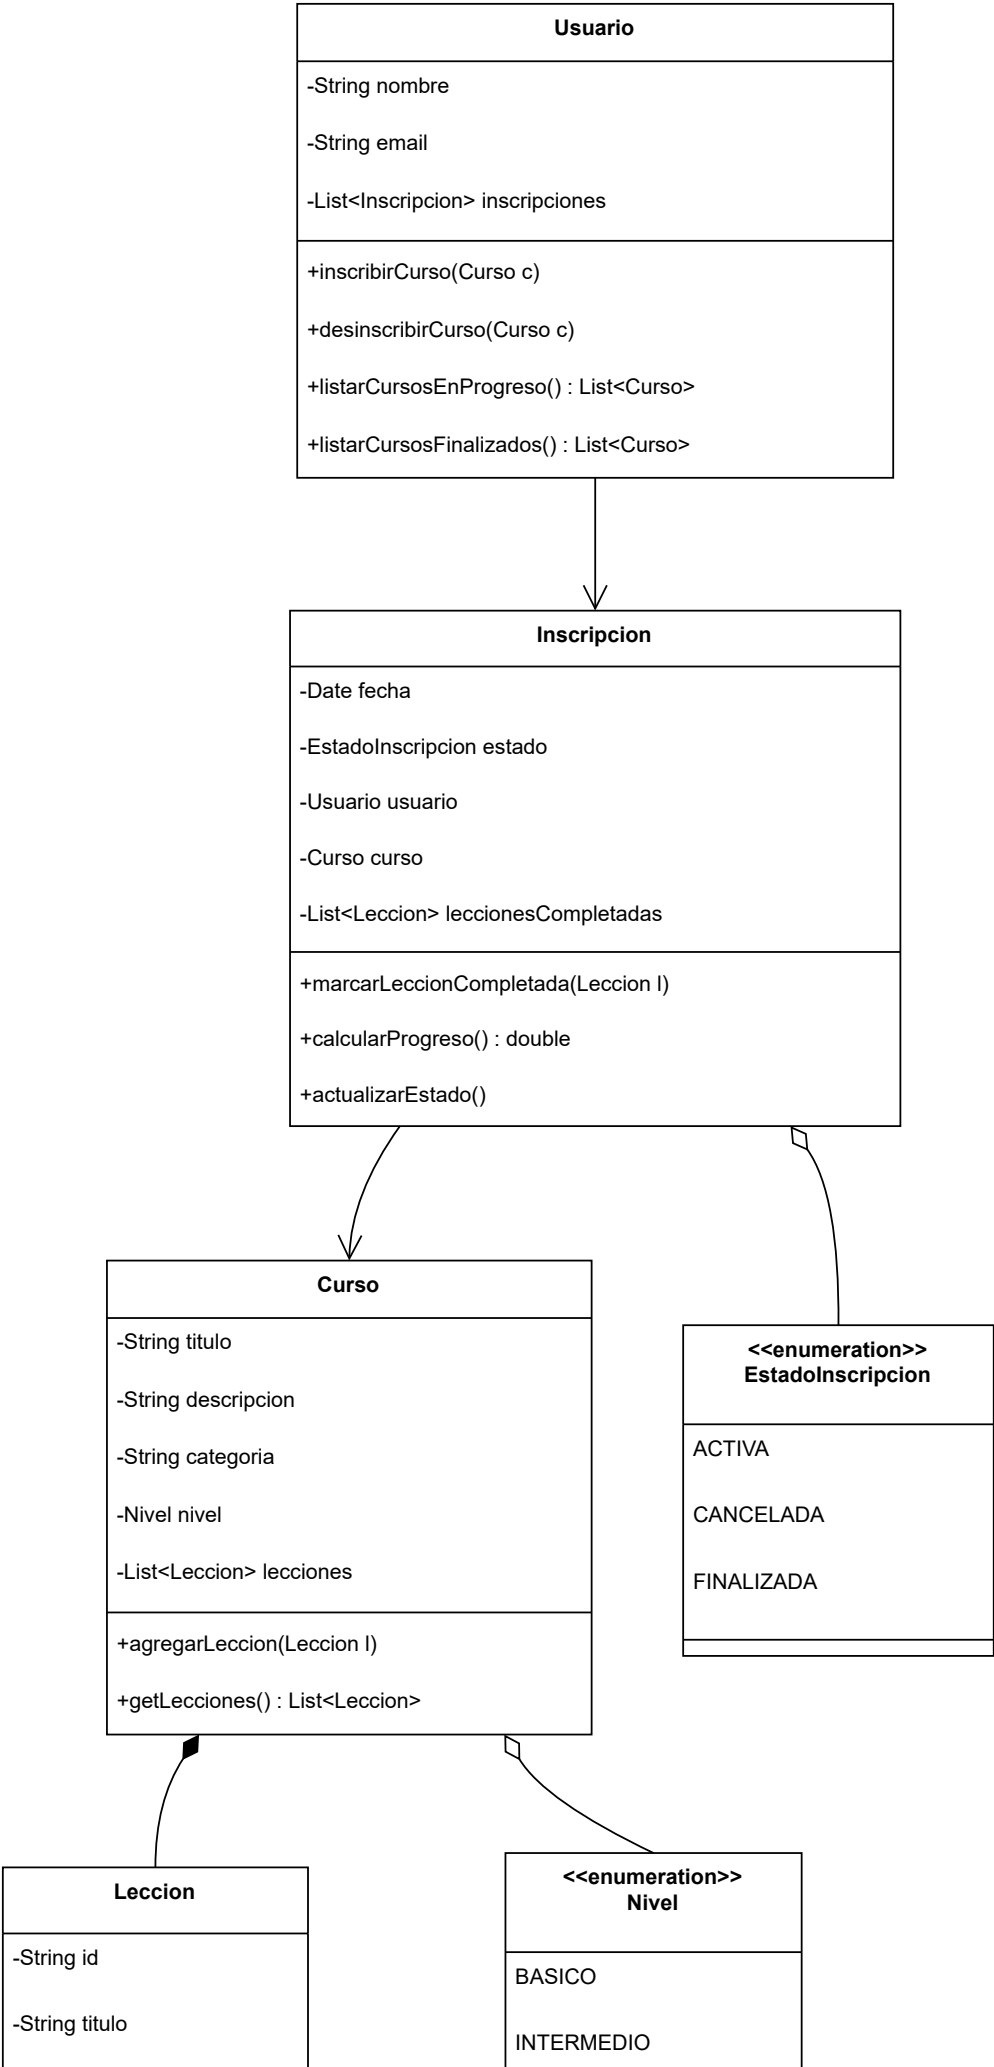 Usuario
-String nombre
-String email
-List<Inscripcion> inscripciones
+inscribirCurso(Curso c)
+desinscribirCurso(Curso c)
+listarCursosEnProgreso() : List<Curso>
+listarCursosFinalizados() : List<Curso>
Inscripcion
-Date fecha
-EstadoInscripcion estado
-Usuario usuario
-Curso curso
-List<Leccion> leccionesCompletadas
+marcarLeccionCompletada(Leccion l)
+calcularProgreso() : double
+actualizarEstado()
Curso
-String titulo
-String descripcion
-String categoria
-Nivel nivel
-List<Leccion> lecciones
+agregarLeccion(Leccion l)
+getLecciones() : List<Leccion>
<<enumeration>>
EstadoInscripcion
ACTIVA
CANCELADA
FINALIZADA
Leccion
-String id
-String titulo
<<enumeration>>
Nivel
BASICO
INTERMEDIO